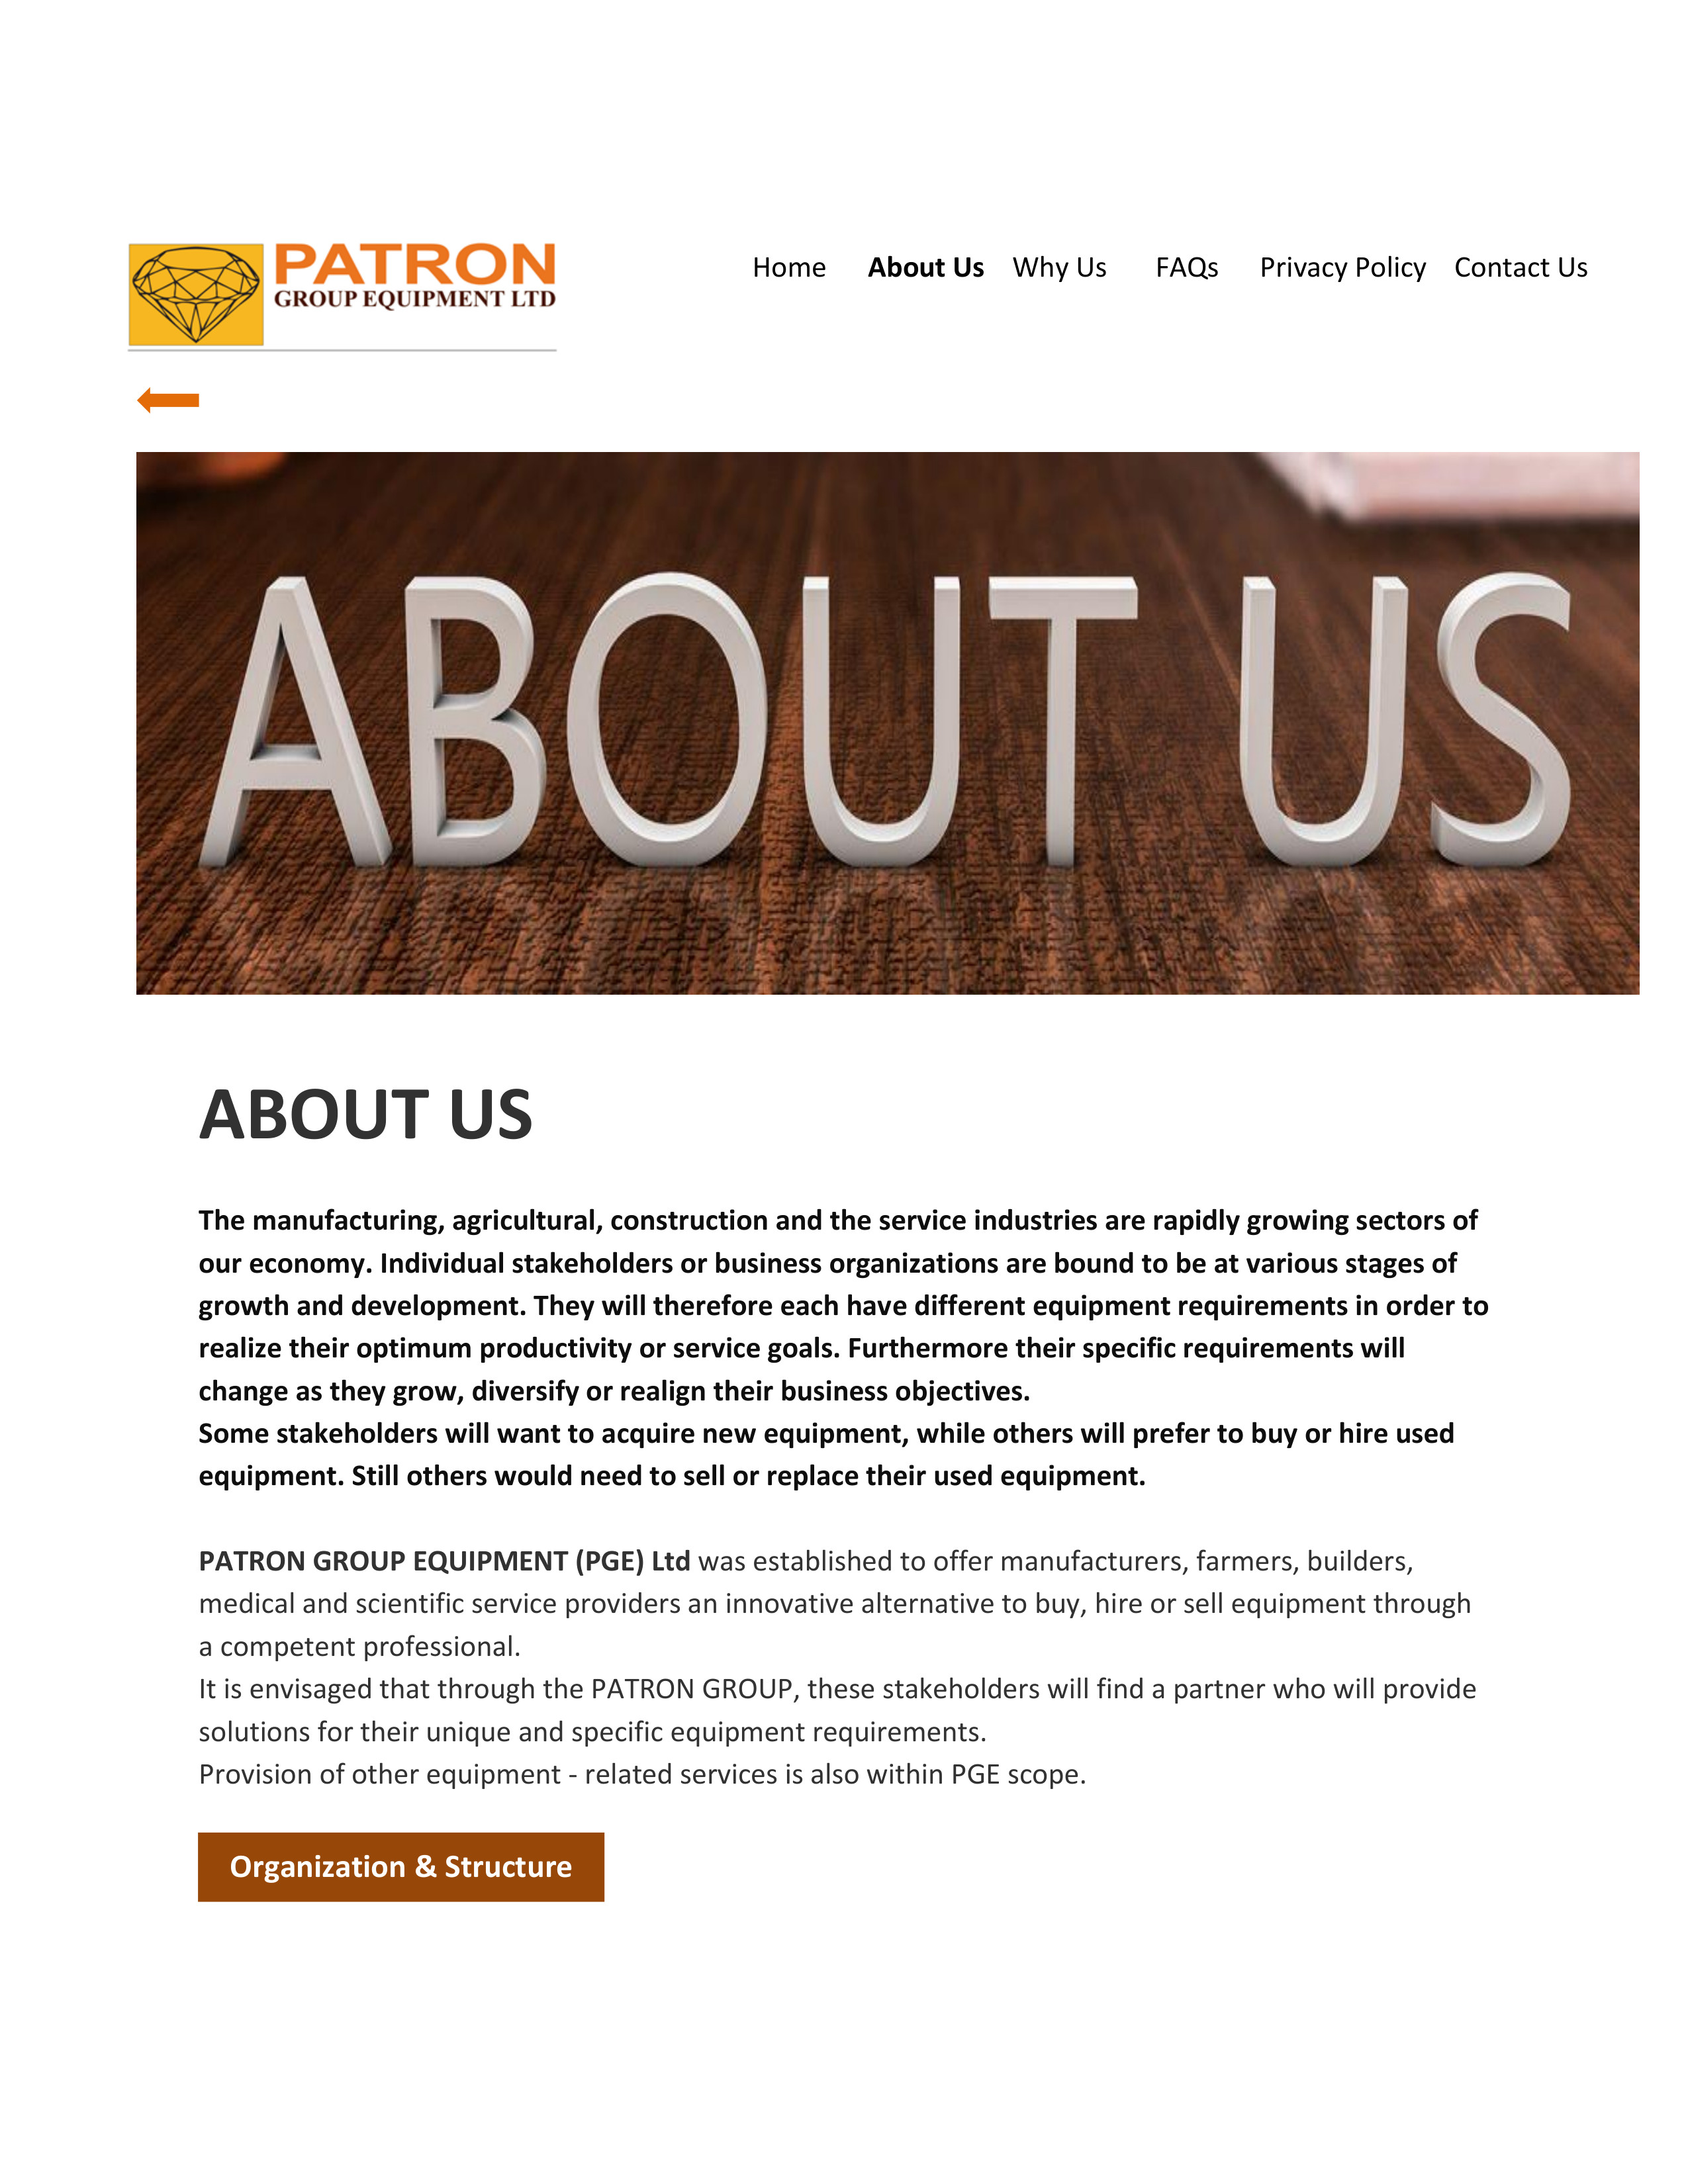 PATRON
GROUP EQUIPMENT LTD
Home About Us Why Us FAQs Privacy Policy Contact Us
ABOUT US
ABOUT US
The manufacturing, agricultural, construction and the service industries are rapidly growing sectors of
our economy. Individual stakeholders or business organizations are bound to be at various stages of
growth and development. They will therefore each have different equipment requirements in order to
realize their optimum productivity or service goals. Furthermore their specific requirements will
change as they grow, diversify or realign their business objectives.
Some stakeholders will want to acquire new equipment, while others will prefer to buy or hire used
equipment. Still others would need to sell or replace their used equipment.
PATRON GROUP EQUIPMENT (PGE) Ltd was established to offer manufacturers, farmers, builders,
medical and scientific service providers an innovative alternative to buy, hire or sell equipment through
a competent professional.
It is envisaged that through the PATRON GROUP, these stakeholders will find a partner who will provide
solutions for their unique and specific equipment requirements.
Provision of other equipment - related services is also within PGE scope.
Organization & Structure